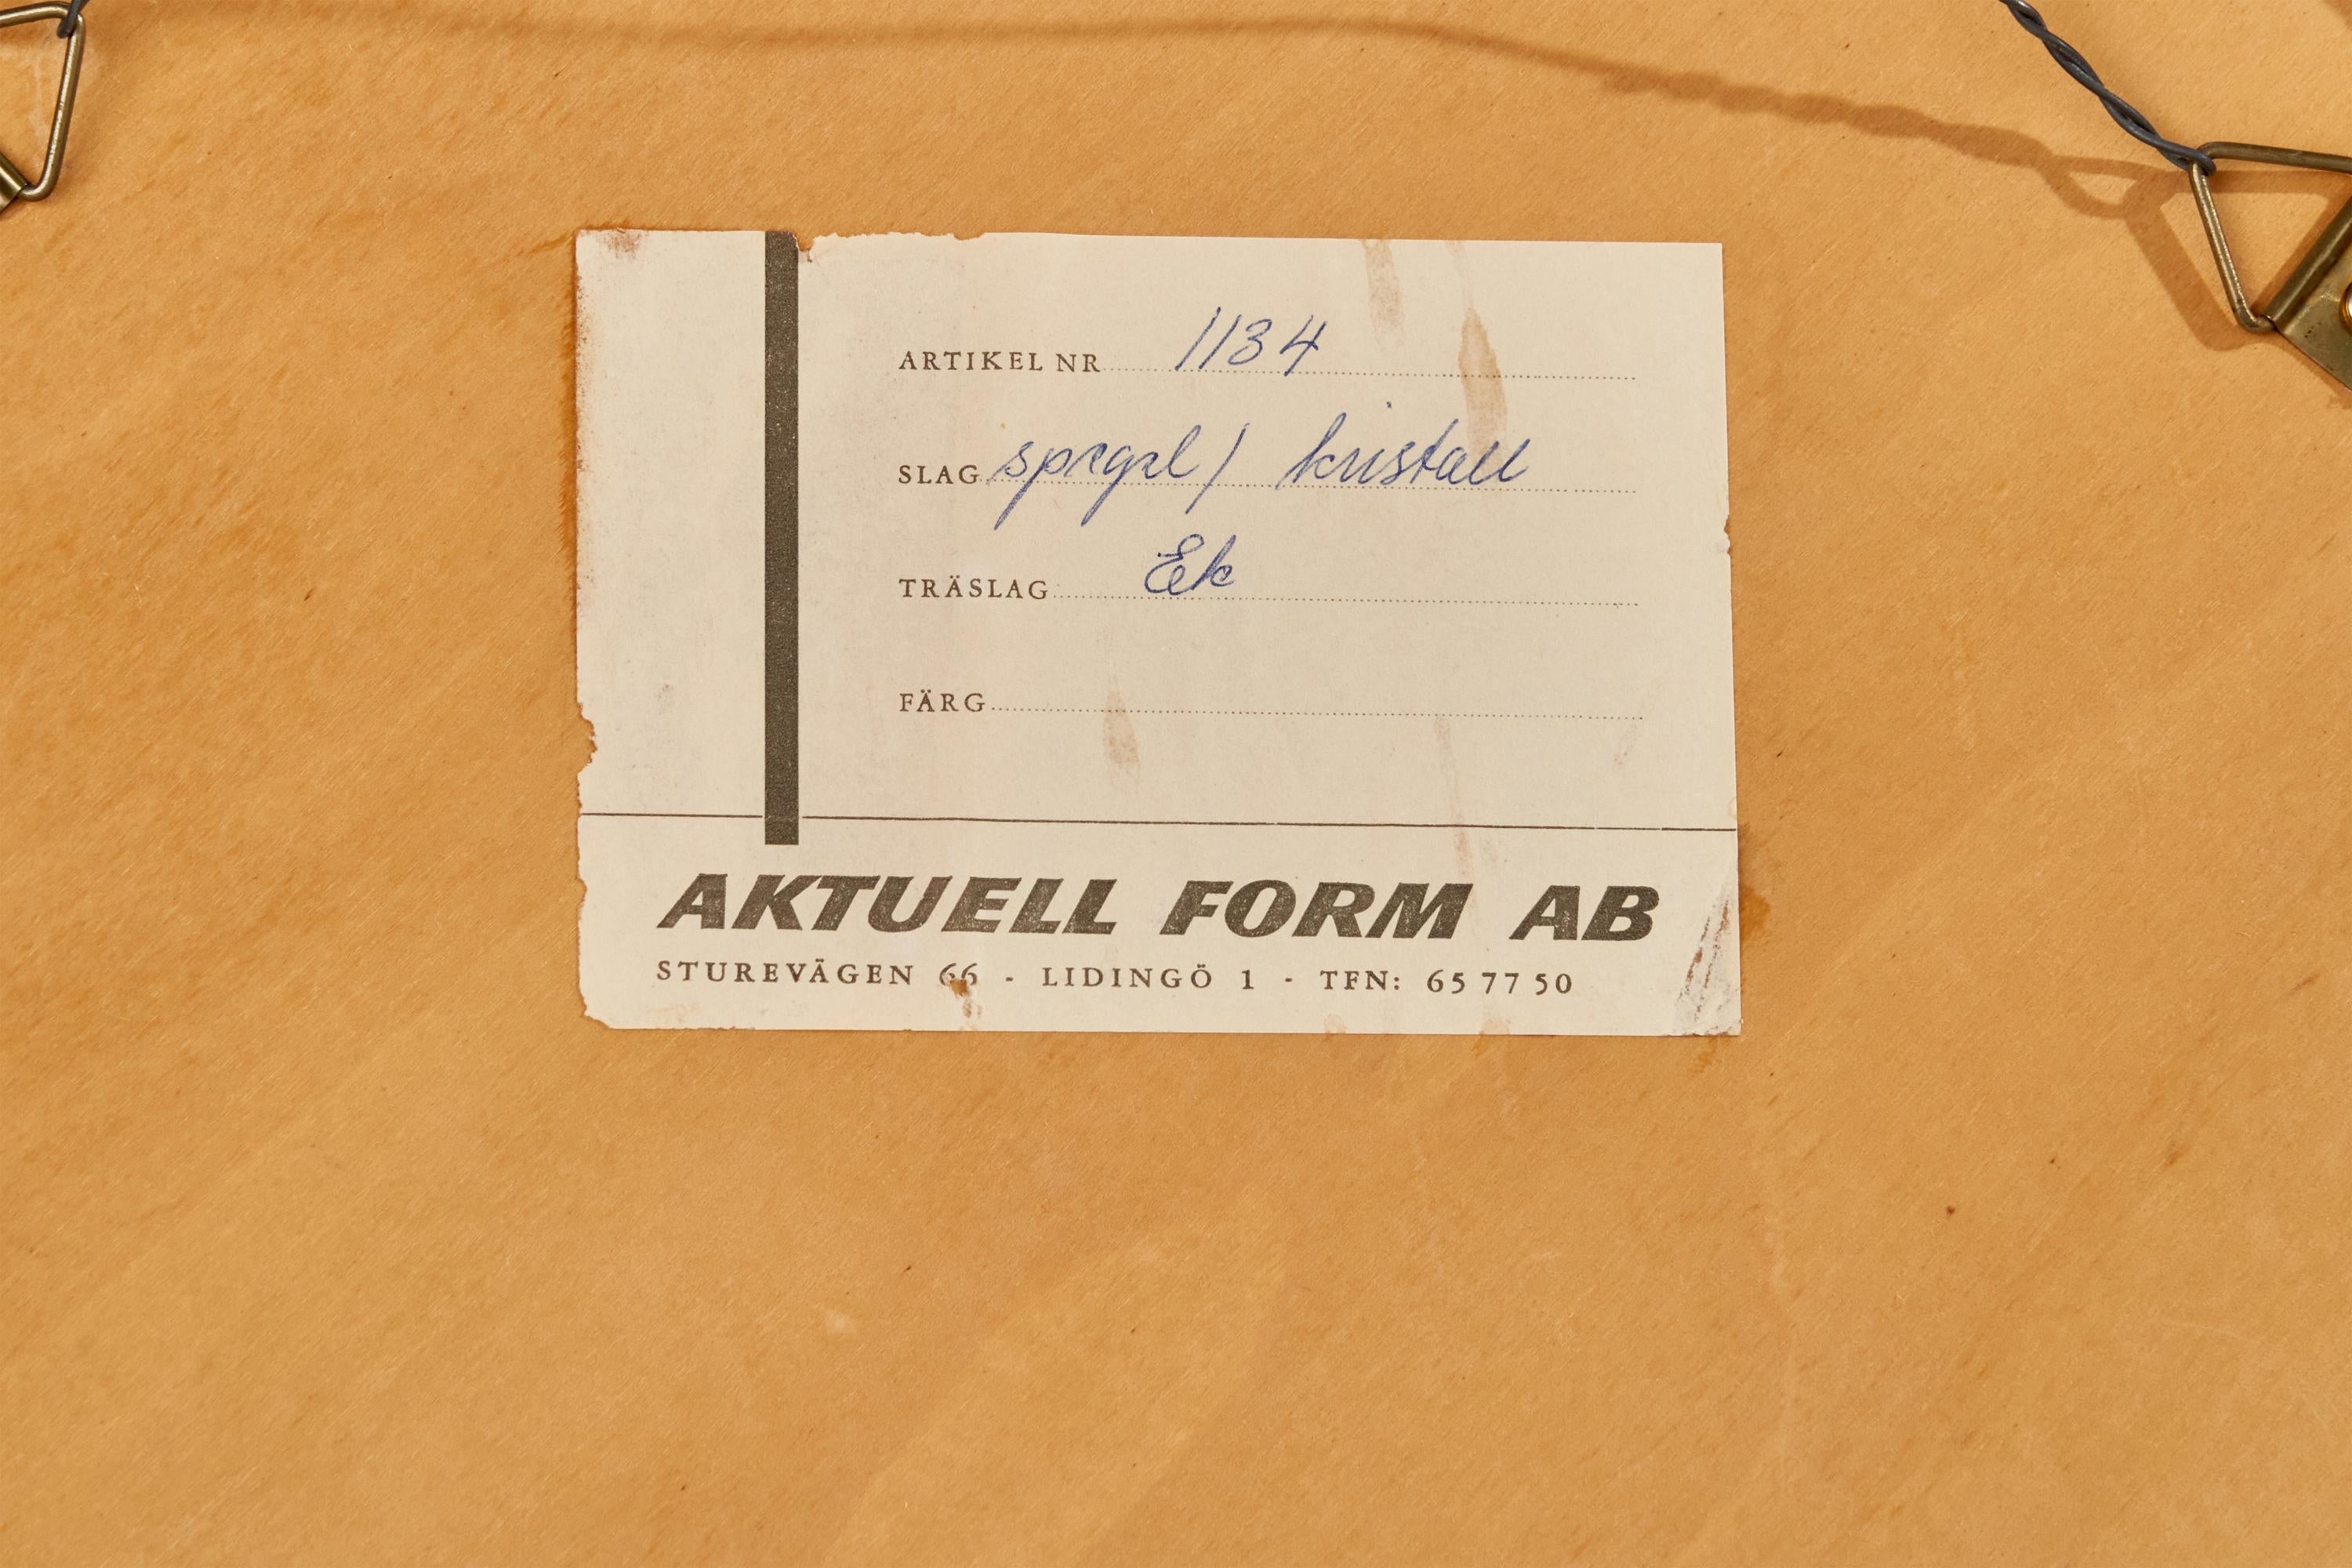 ARTIKEL NR 1134
SLAG spegel/ kristall
TRÄSLAG Ek
FÄRG
AKTUELL FORM AB
STUREVÄGEN 66 - LIDINGÖ 1 - TFN: 65 77 50